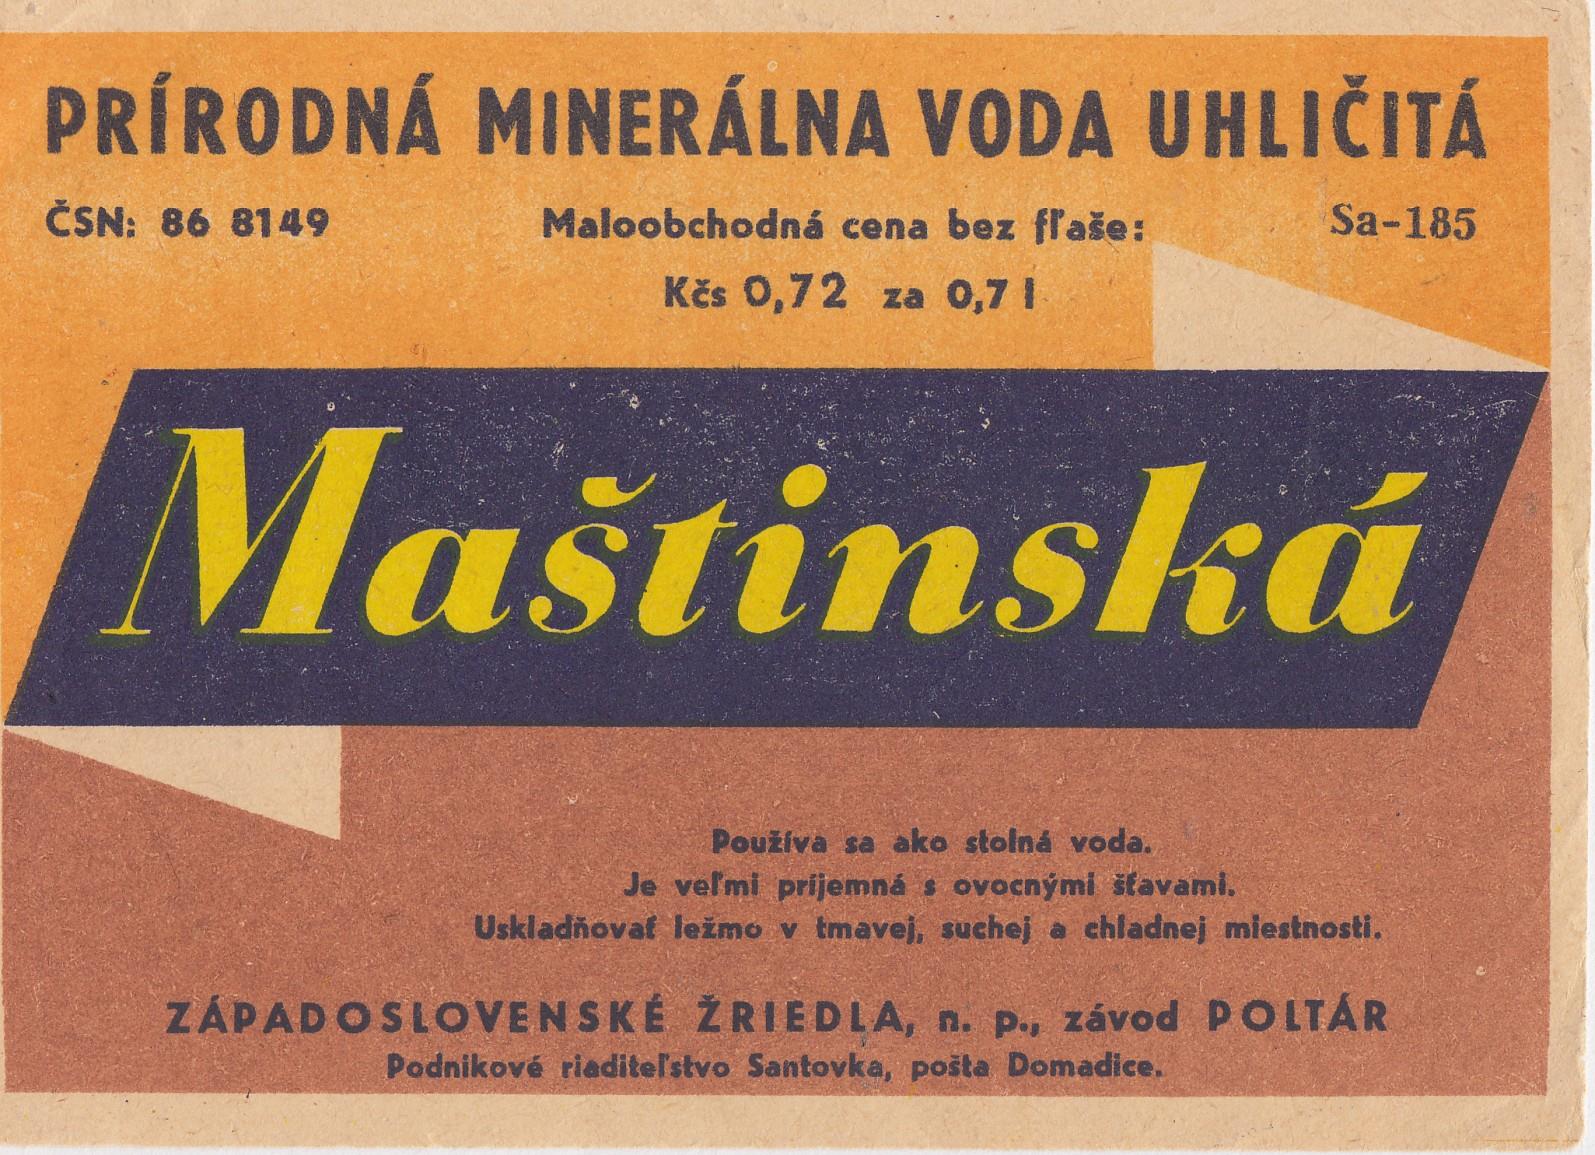 PRÍRODNÁ MINERÁLNA VODA UHLIČITÁ
ČSN: 86 8149 Maloobchodná cena bez fľaše: Sa-185
Kčs 0,72 za 0,7 l
Maštinská
Používa sa ako stolná voda.
Je veľmi príjemná s ovocnými šťavami.
Uskladňovať ležmo v tmavej, suchej a chladnej miestnosti.
ZÁPADOSLOVENSKÉ ŽRIEDLA, n. p., závod POLTÁR
Podnikové riaditeľstvo Santovka, pošta Domadice.